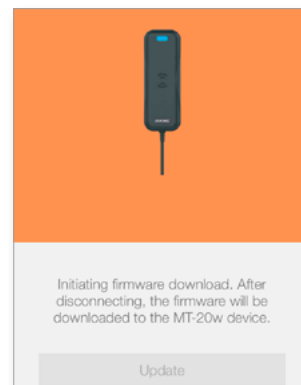 Initiating firmware download. After
disconnecting, the firmware will be
downloaded to the MT-20w device.
Update